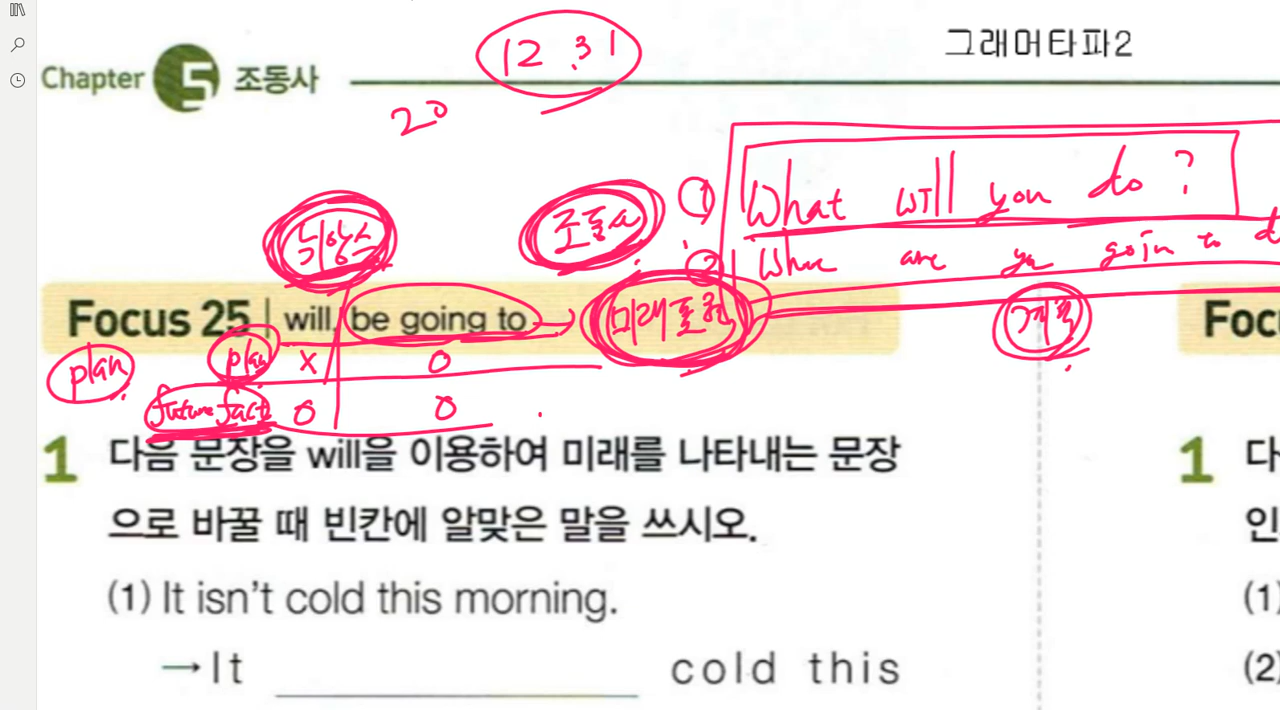 그래머타파2
12.31
Chapter 5 조동사
20
① What will you do?
조동사
뉘앙스
② What are you goin to d
Focus 25 | will, be going to → 미래표현
계획
Foc
plan
plan X O
future fact O O
1 다음 문장을 will을 이용하여 미래를 나타내는 문장
으로 바꿀 때 빈칸에 알맞은 말을 쓰시오.
(1) It isn't cold this morning.
→ It ____________ cold this
1 다
인
(1)
(2)